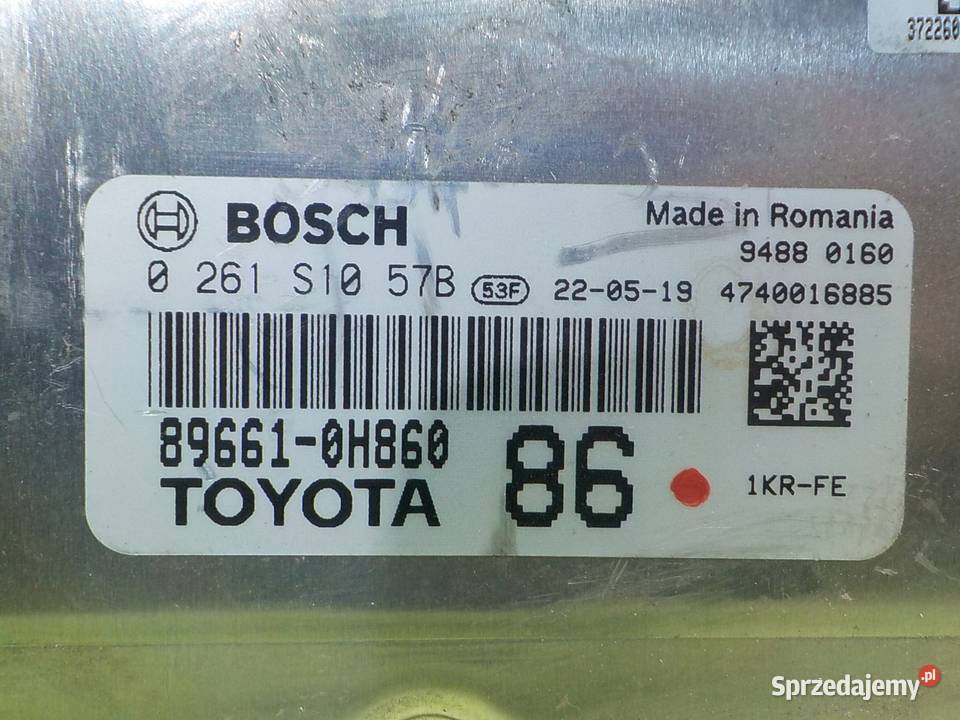 372260
BOSCH
Made in Romania
9488 0160
0 261 S10 57B 53F 22-05-19 4740016885
89661-0H860
86
TOYOTA
1KR-FE
Sprzedajemy.pl